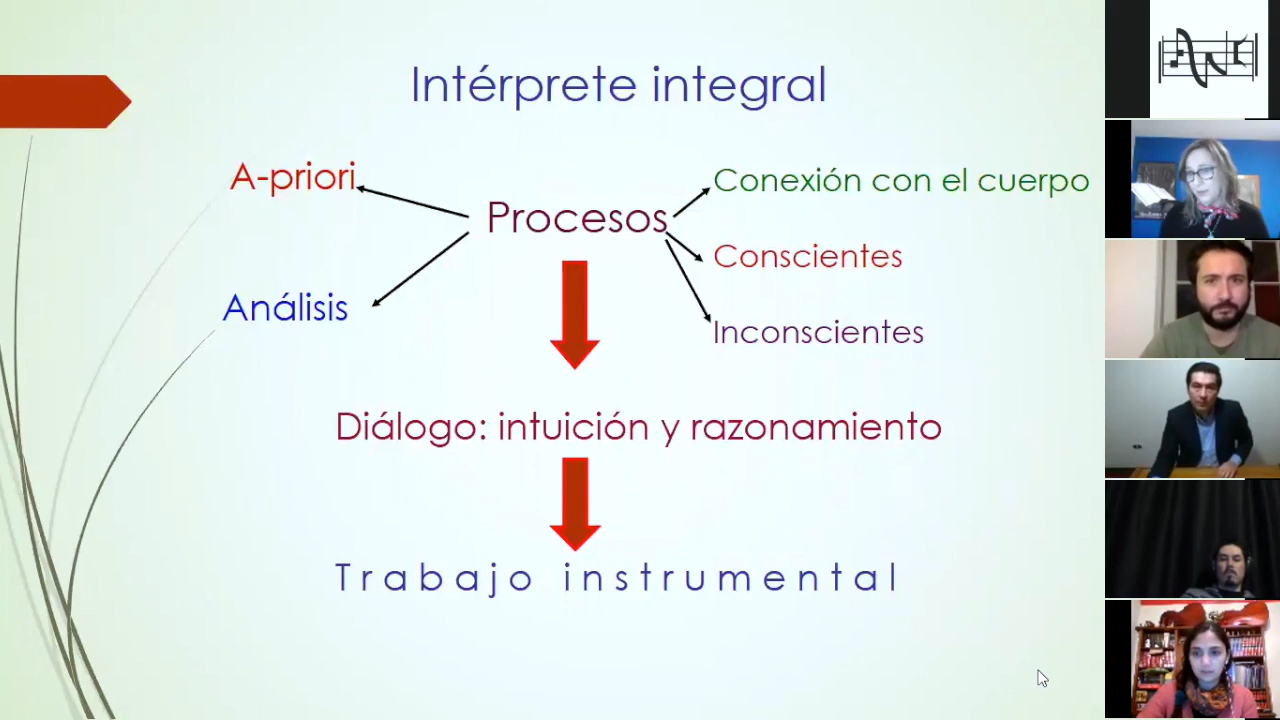 Intérprete integral
A-priori
Procesos
Conexión con el cuerpo
Conscientes
Análisis
Inconscientes
Diálogo: intuición y razonamiento
Trabajo instrumental